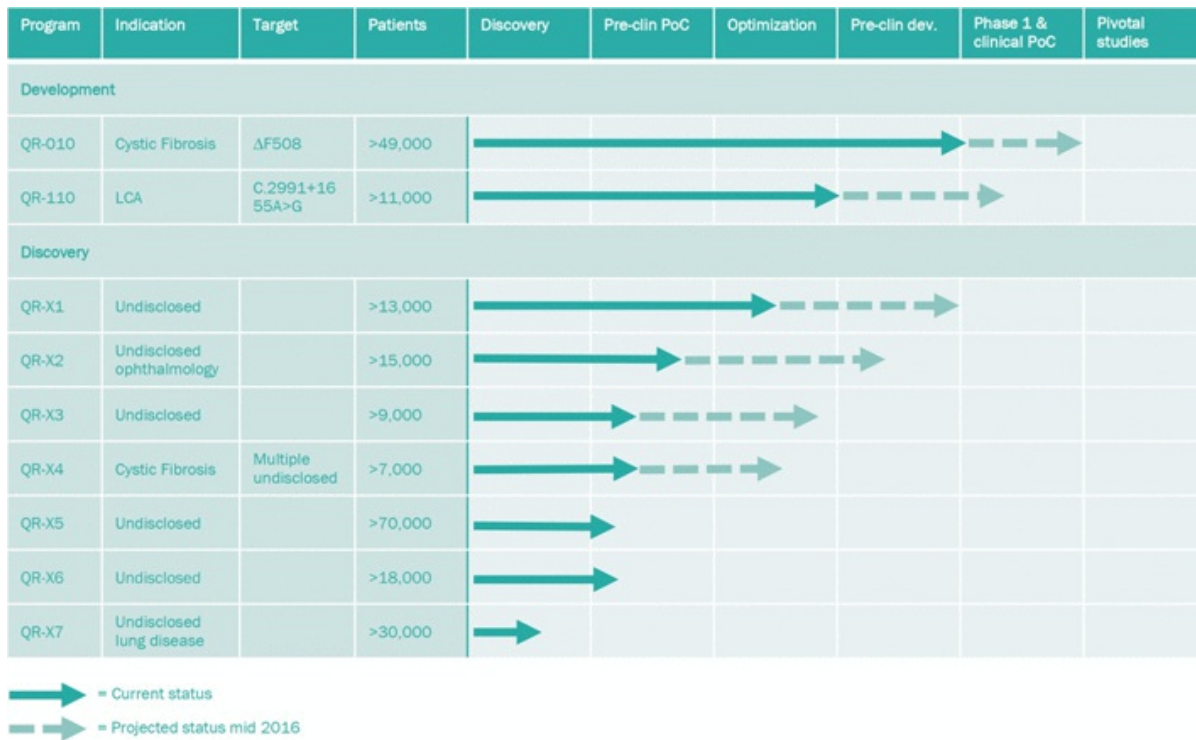 Program Indication Target Patients Discovery Pre-clin PoC Optimization Pre-clin dev. Phase 1 & clinical PoC Pivotal studies
Development
QR-010 Cystic Fibrosis ΔF508 >49,000
QR-110 LCA C.2991+16
55A>G >11,000
Discovery
QR-X1 Undisclosed >13,000
QR-X2 Undisclosed
ophthalmology >15,000
QR-X3 Undisclosed >9,000
QR-X4 Cystic Fibrosis Multiple
undisclosed >7,000
QR-X5 Undisclosed >70,000
QR-X6 Undisclosed >18,000
QR-X7 Undisclosed
lung disease >30,000
= Current status
= Projected status mid 2016